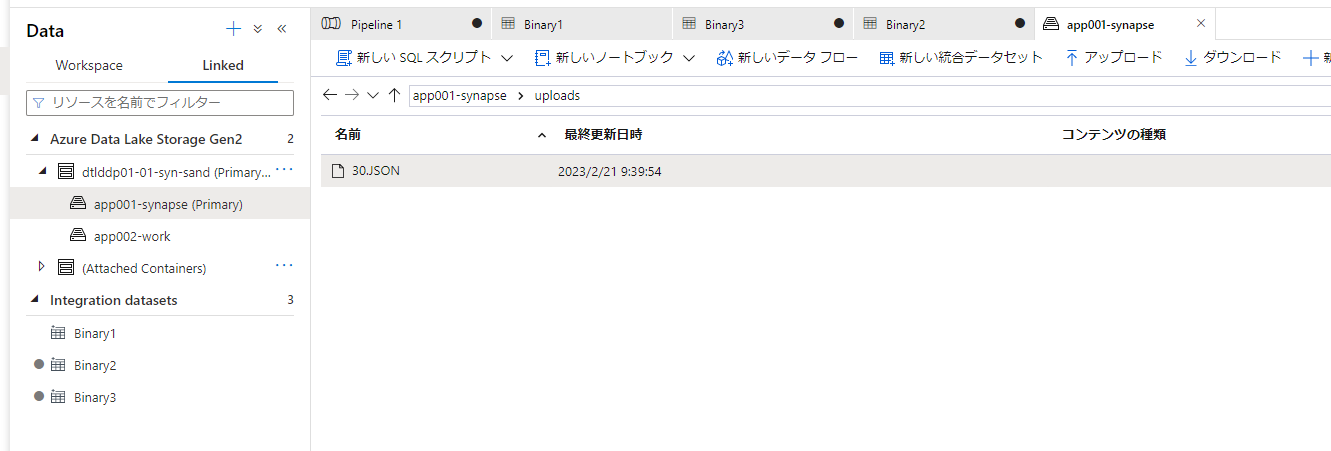 Data
Workspace Linked
リソースを名前でフィルター
Azure Data Lake Storage Gen2 2
dtlddp01-01-syn-sand (Primary...
app001-synapse (Primary)
app002-work
(Attached Containers)
Integration datasets 3
Binary1
Binary2
Binary3
Pipeline 1 Binary1 Binary3 Binary2 app001-synapse
新しい SQL スクリプト 新しいノートブック 新しいデータ フロー 新しい統合データセット アップロード ダウンロード 新
app001-synapse uploads
名前 最終更新日時 コンテンツの種類
30.JSON 2023/2/21 9:39:54